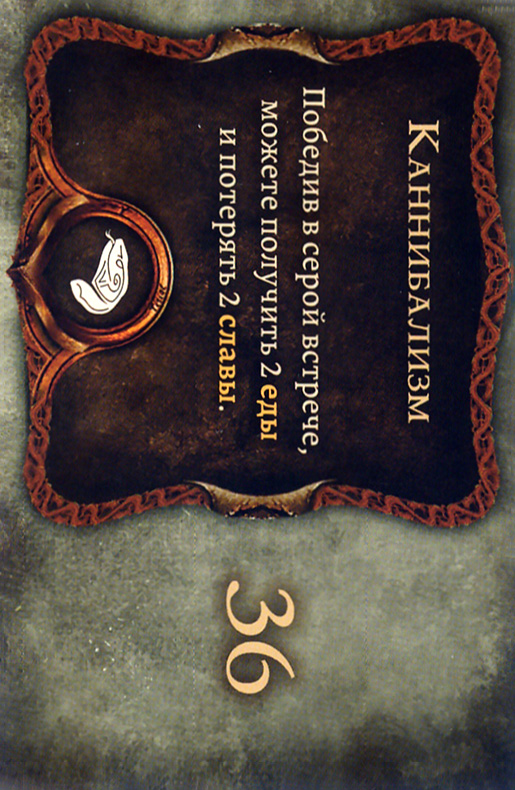 Каннибализм
Победив в серой встрече,
можете получить 2 еды
и потерять 2 славы.
36